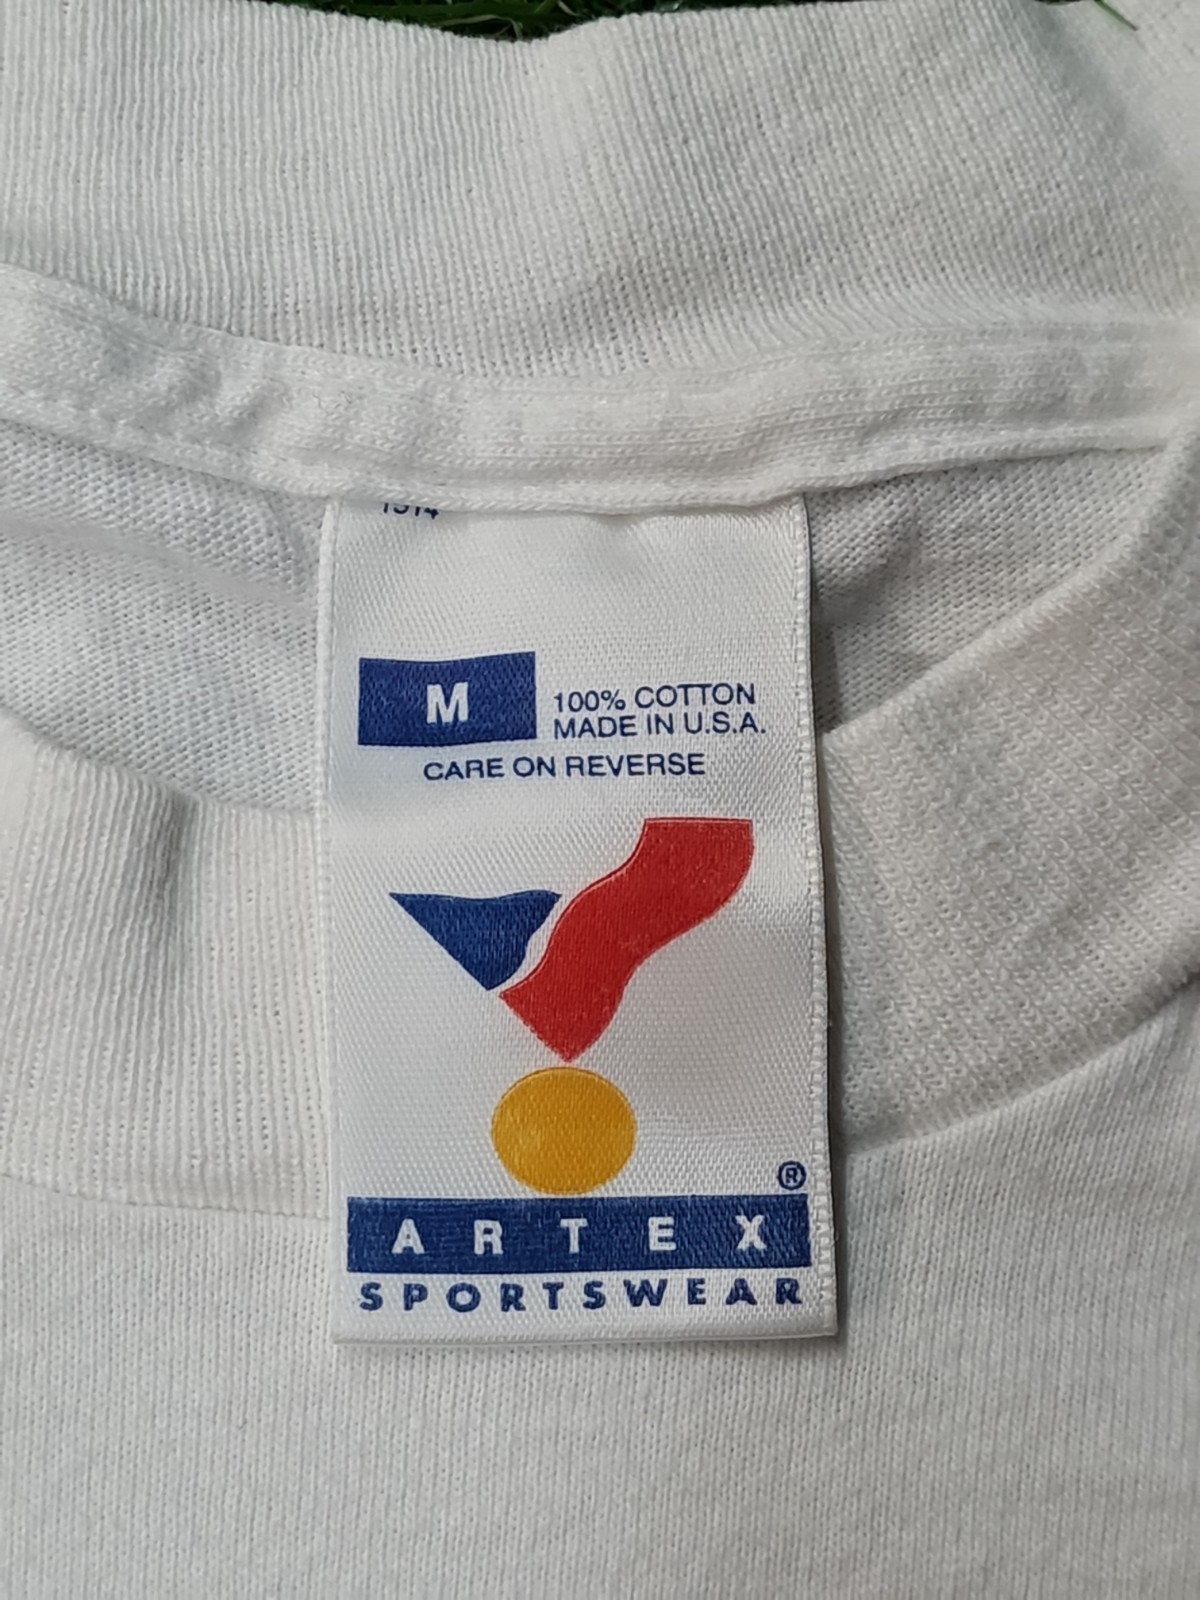 M
100% COTTON
MADE IN U.S.A.
CARE ON REVERSE
®
ARTEX
SPORTSWEAR